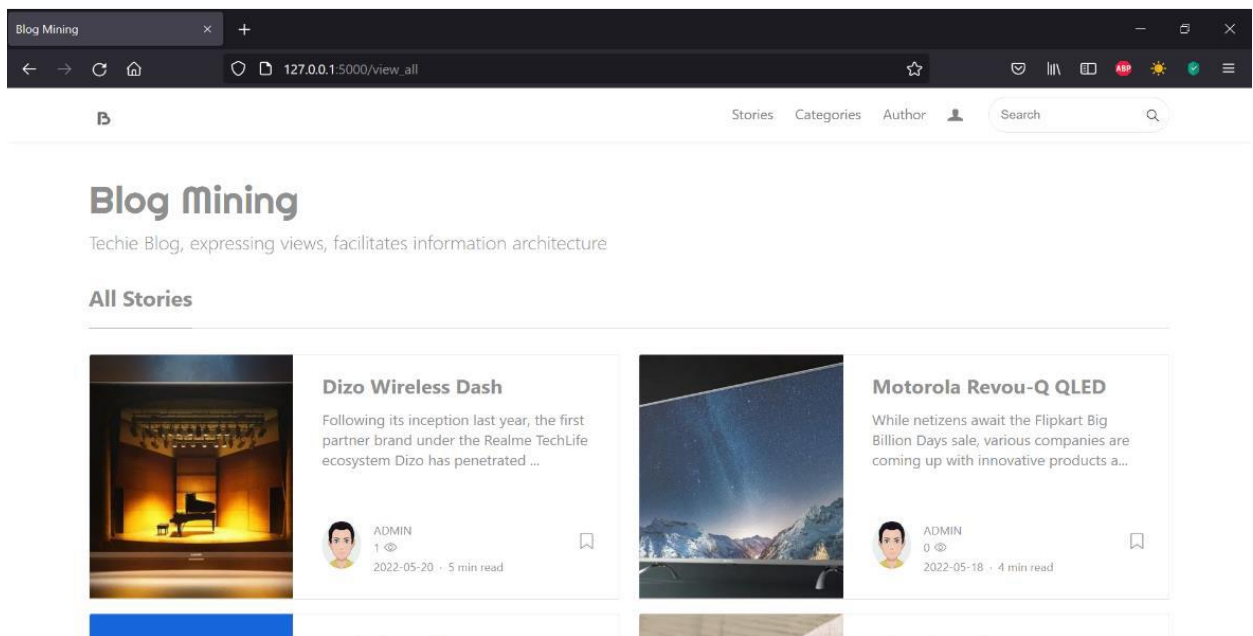 Blog Mining
127.0.0.1:5000/view_all
ABP
B
Stories Categories Author Search
Blog Mining
Techie Blog, expressing views, facilitates information architecture
All Stories
Dizo Wireless Dash
Following its inception last year, the first
partner brand under the Realme TechLife
ecosystem Dizo has penetrated ...
ADMIN
1
2022-05-20 · 5 min read
Motorola Revou-Q QLED
While netizens await the Flipkart Big
Billion Days sale, various companies are
coming up with innovative products a...
ADMIN
0
2022-05-18 · 4 min read